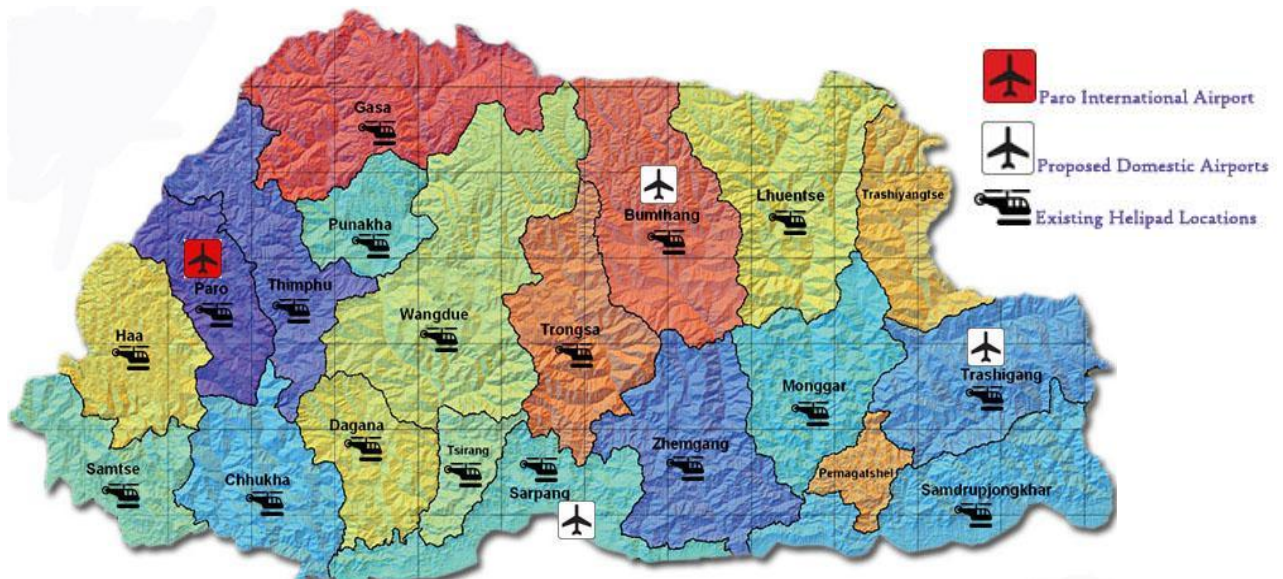 Gasa
Paro International Airport
Proposed Domestic Airports
Lhuentse
Trashiyangtse
Bumthang
Existing Helipad Locations
Punakha
Paro
Thimphu
Wangdue
Haa
Trongsa
Trashigang
Monggar
Dagana
Zhemgang
Tsirang
Samtse
Chhukha
Pemagatshel
Sarpang
Samdrupjongkhar